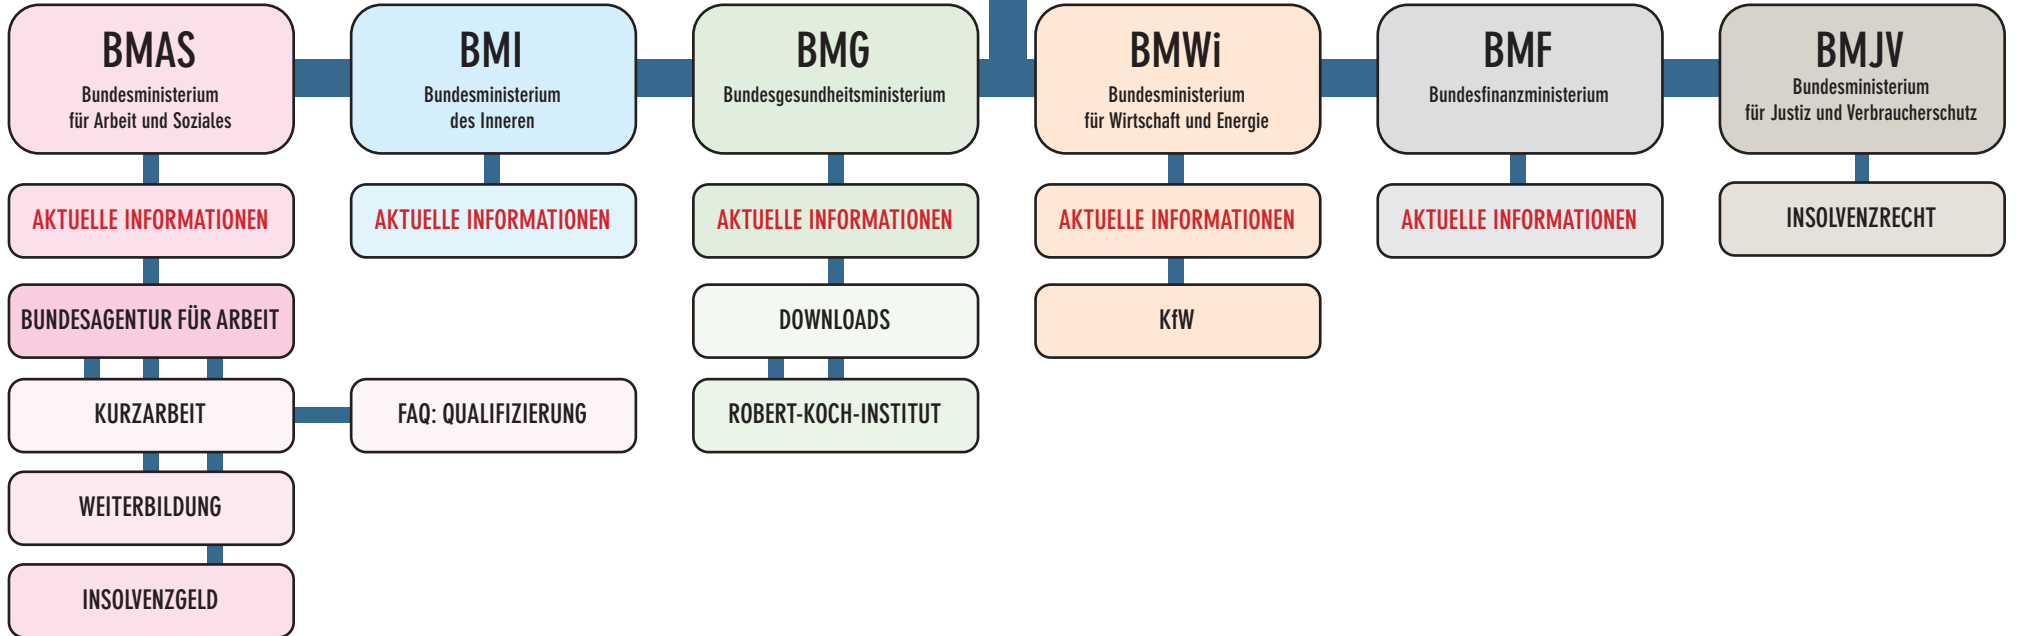 BMAS
Bundesministerium
für Arbeit und Soziales
BMI
Bundesministerium
des Inneren
BMG
Bundesgesundheitsministerium
BMWi
Bundesministerium
für Wirtschaft und Energie
BMF
Bundesfinanzministerium
BMJV
Bundesministerium
für Justiz und Verbraucherschutz
AKTUELLE INFORMATIONEN
AKTUELLE INFORMATIONEN
AKTUELLE INFORMATIONEN
AKTUELLE INFORMATIONEN
AKTUELLE INFORMATIONEN
INSOLVENZRECHT
BUNDESAGENTUR FÜR ARBEIT
DOWNLOADS
KfW
KURZARBEIT
FAQ: QUALIFIZIERUNG
ROBERT-KOCH-INSTITUT
WEITERBILDUNG
INSOLVENZGELD